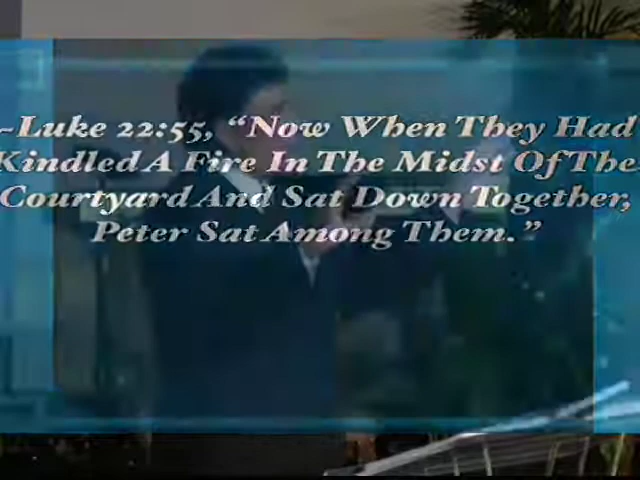 ~Luke 22:55, “Now When They Had
Kindled A Fire In The Midst Of The
Courtyard And Sat Down Together,
Peter Sat Among Them.”